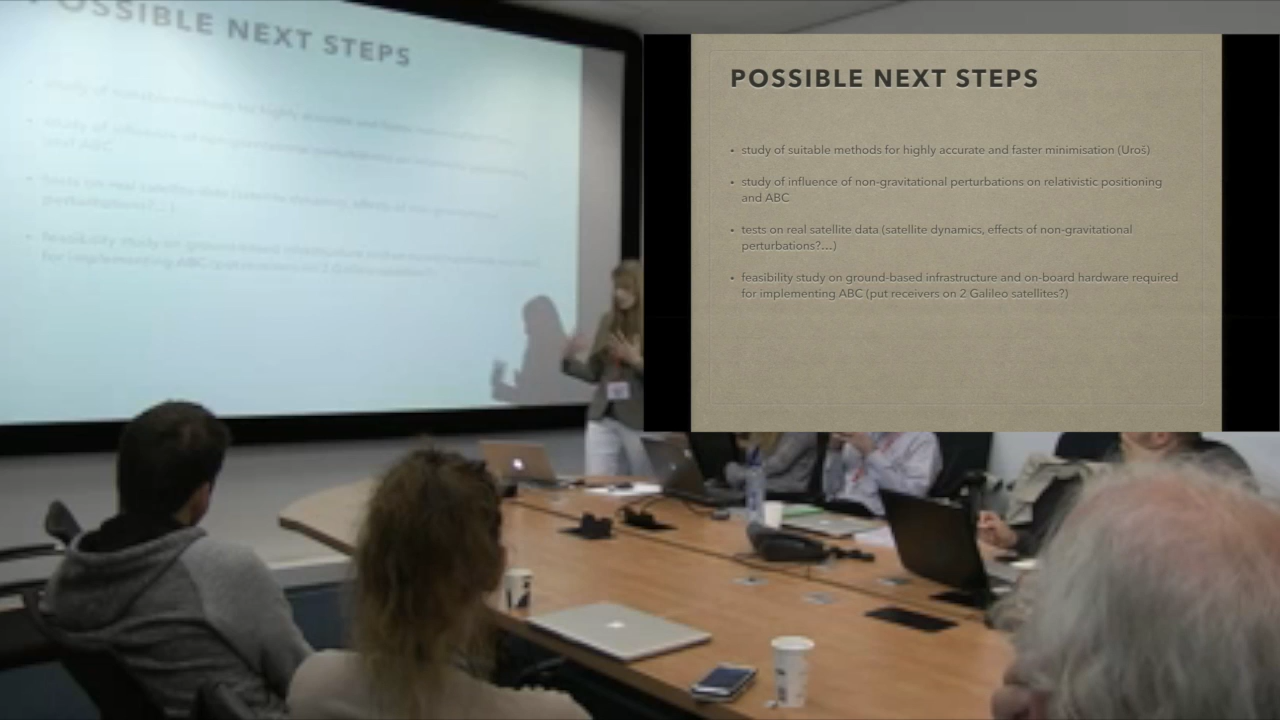 POSSIBLE NEXT STEPS
POSSIBLE NEXT STEPS
▪ study of suitable methods for highly accurate and faster minimisation (Uroš)
▪ study of influence of non-gravitational perturbations on relativistic positioning
and ABC
▪ tests on real satellite data (satellite dynamics, effects of non-gravitational
perturbations?...)
▪ feasibility study on ground-based infrastructure and on-board hardware required
for implementing ABC (put receivers on 2 Galileo satellites?)